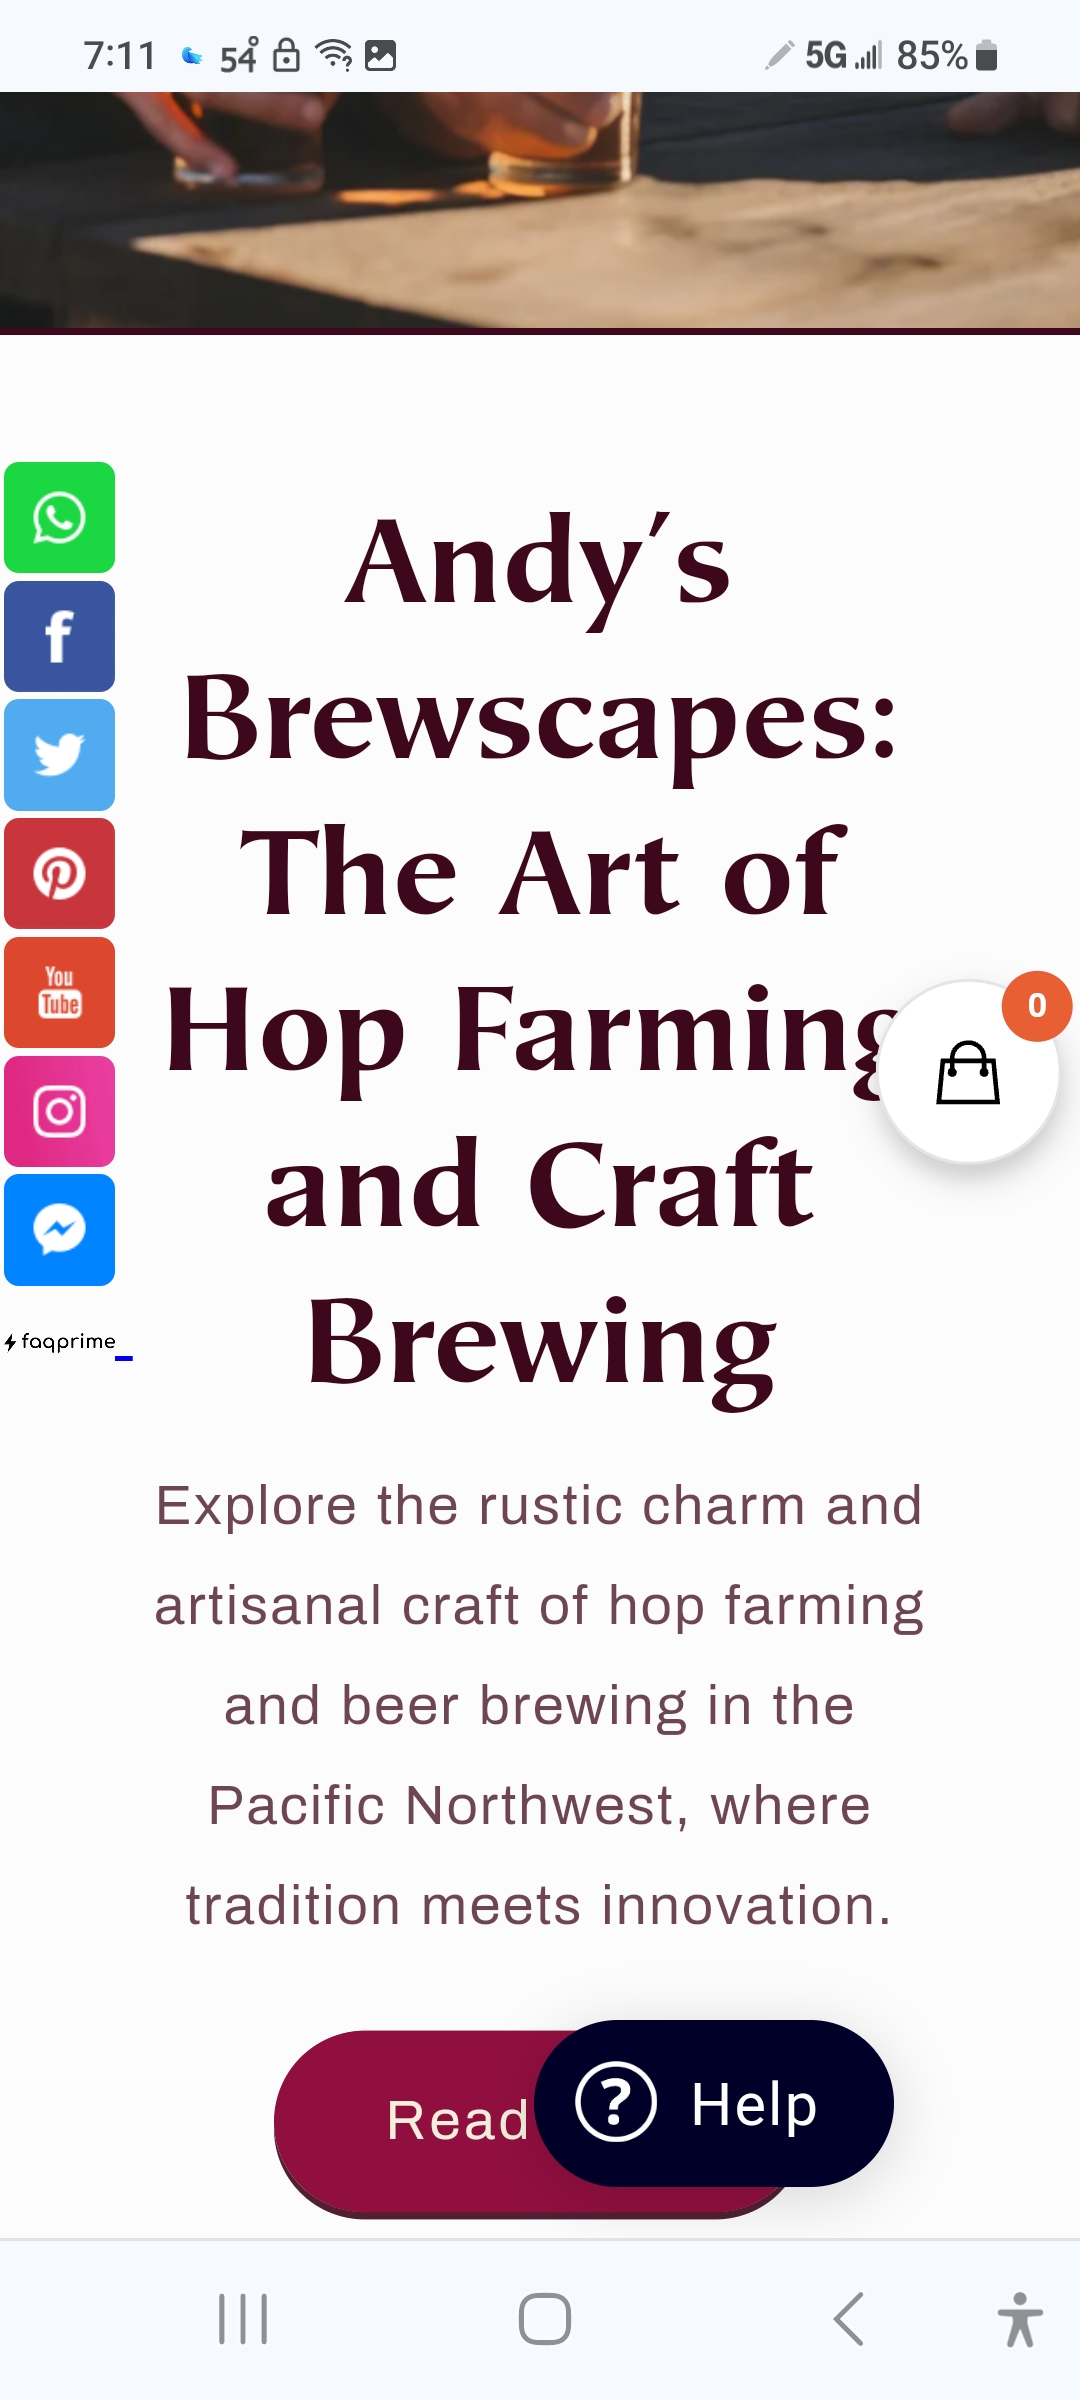 7:11 54° 5G 85%
Andy's
Brewscapes:
The Art of
Hop Farming
0
and Craft
Brewing
You
Tube
faqprime
Explore the rustic charm and
artisanal craft of hop farming
and beer brewing in the
Pacific Northwest, where
tradition meets innovation.
Read
? Help